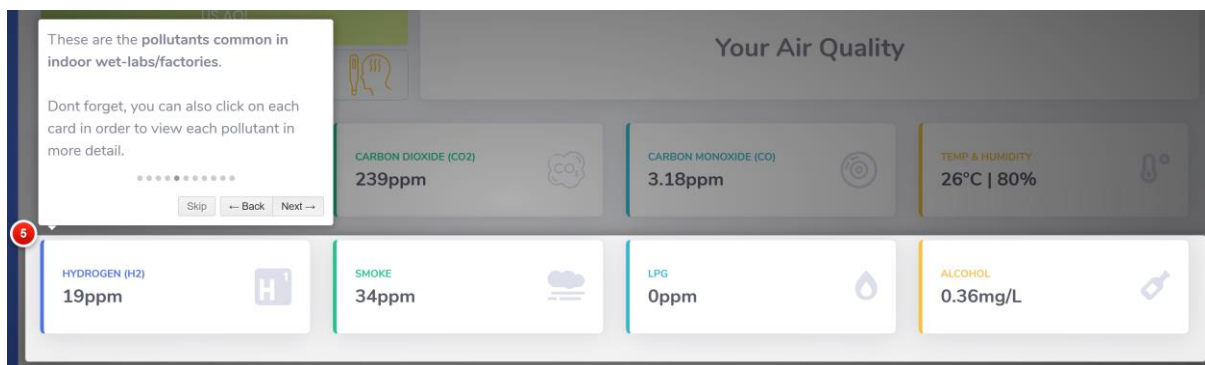 US AQI
These are the pollutants common in
indoor wet-labs/factories.
Dont forget, you can also click on each
card in order to view each pollutant in
more detail.
Skip
← Back
Next →
Your Air Quality
CARBON DIOXIDE (CO2)
239ppm
CO₂
CARBON MONOXIDE (CO)
3.18ppm
TEMP & HUMIDITY
26°C | 80%
5
HYDROGEN (H2)
19ppm
H 1
SMOKE
34ppm
LPG
0ppm
ALCOHOL
0.36mg/L